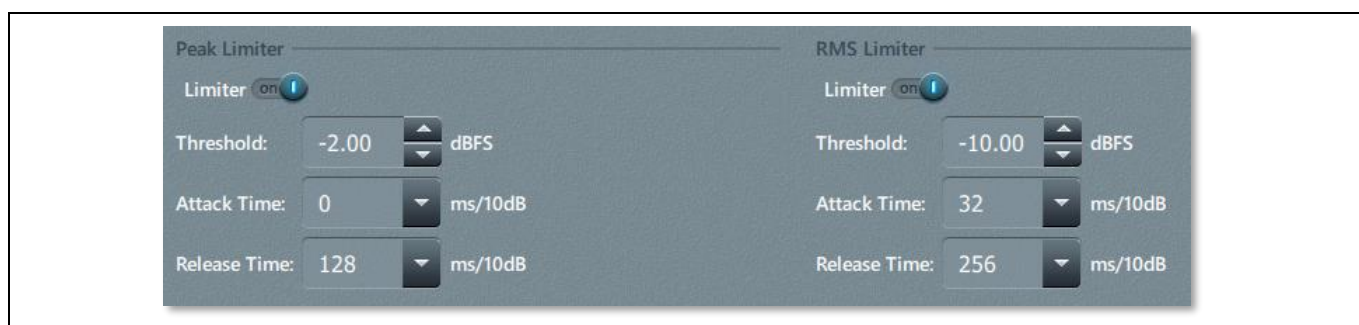 Peak Limiter
Limiter on
Threshold: -2.00 dBFS
Attack Time: 0 ms/10dB
Release Time: 128 ms/10dB
RMS Limiter
Limiter on
Threshold: -10.00 dBFS
Attack Time: 32 ms/10dB
Release Time: 256 ms/10dB